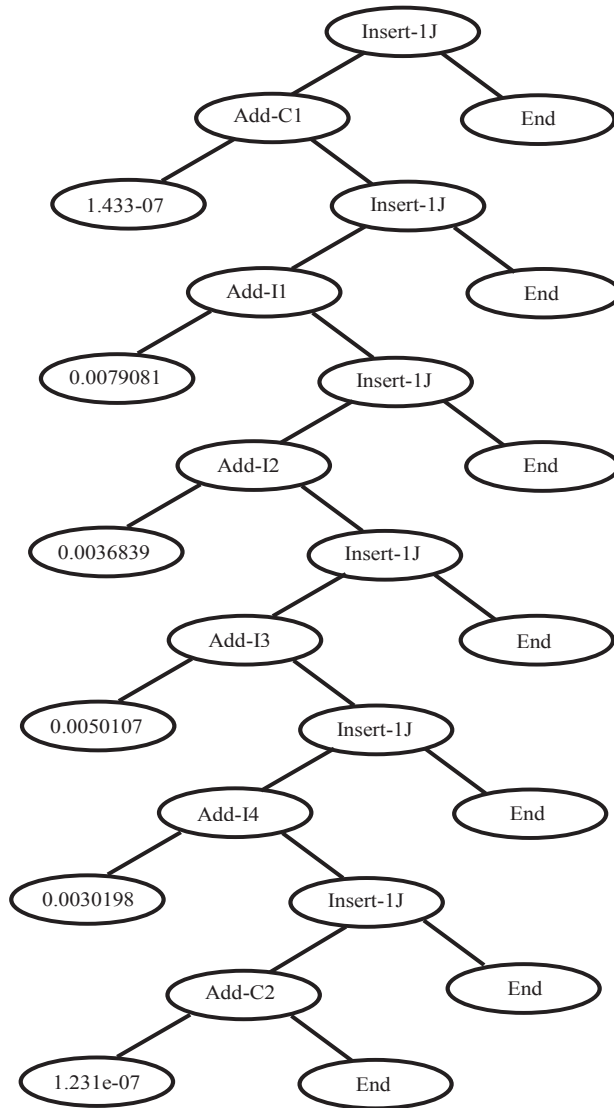 Insert-1J
Add-C1
End
1.433-07
Insert-1J
Add-I1
End
0.0079081
Insert-1J
Add-I2
End
0.0036839
Insert-1J
Add-I3
End
0.0050107
Insert-1J
Add-I4
End
0.0030198
Insert-1J
Add-C2
End
1.231e-07
End